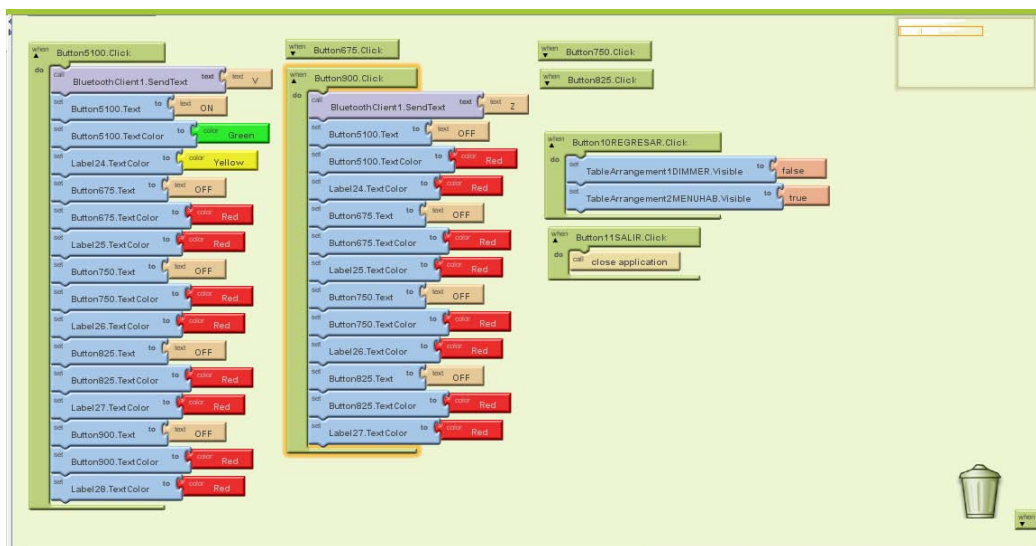 when Button5100.Click
do call BluetoothClient1.SendText text text V
set Button5100.Text to text ON
set Button5100.TextColor to color Green
set Label24.TextColor to color Yellow
set Button675.Text to text OFF
set Button675.TextColor to color Red
set Label25.TextColor to color Red
set Button750.Text to text OFF
set Button750.TextColor to color Red
set Label26.TextColor to color Red
set Button825.Text to text OFF
set Button825.TextColor to color Red
set Label27.TextColor to color Red
set Button900.Text to text OFF
set Button900.TextColor to color Red
set Label28.TextColor to color Red
when Button675.Click
when Button900.Click
do call BluetoothClient1.SendText text text Z
set Button5100.Text to text OFF
set Button5100.TextColor to color Red
set Label24.TextColor to color Red
set Button675.Text to text OFF
set Button675.TextColor to color Red
set Label25.TextColor to color Red
set Button750.Text to text OFF
set Button750.TextColor to color Red
set Label26.TextColor to color Red
set Button825.Text to text OFF
set Button825.TextColor to color Red
set Label27.TextColor to color Red
when Button750.Click
when Button825.Click
when Button10REGRESAR.Click
do set TableArrangement1DIMMER.Visible to false
set TableArrangement2MENUHAB.Visible to true
when Button11SALIR.Click
do call close application
when